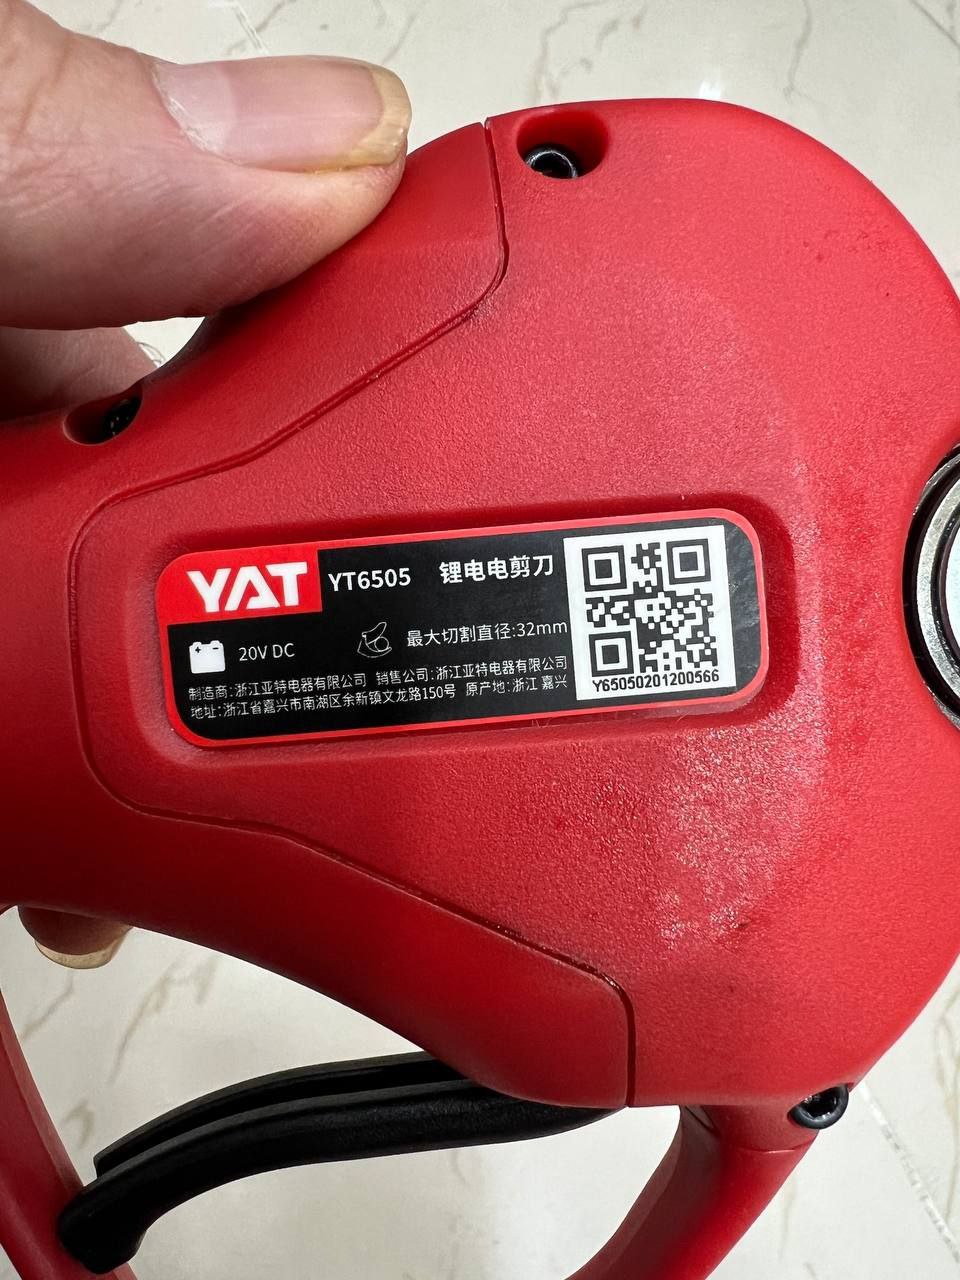 YAT YT6505 锂电电剪刀
20V DC 最大切割直径:32mm
制造商:浙江亚特电器有限公司 销售公司:浙江亚特电器有限公司
地址:浙江省嘉兴市南湖区余新镇文龙路150号 原产地:浙江 嘉兴
Y65050201200566